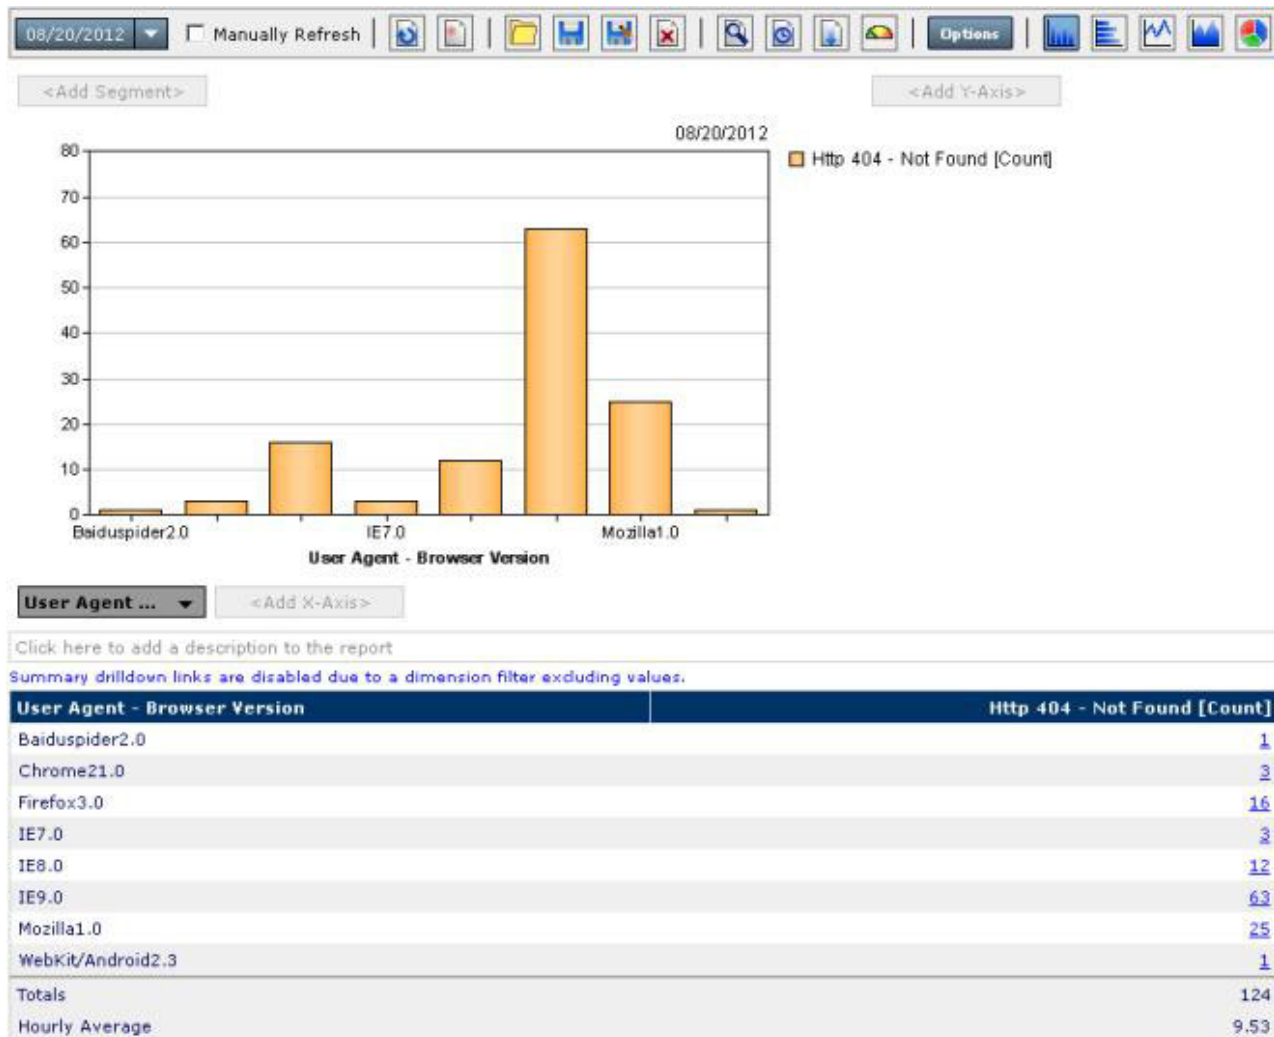 08/20/2012 Manually Refresh Options
<Add Segment> <Add Y-Axis>
08/20/2012
Http 404 - Not Found [Count]
80
70
60
50
40
30
20
10
0
Baiduspider2.0 IE7.0 Mozilla1.0
User Agent - Browser Version
User Agent ... <Add X-Axis>
Click here to add a description to the report
Summary drilldown links are disabled due to a dimension filter excluding values.
User Agent - Browser Version Http 404 - Not Found [Count]
Baiduspider2.0 1
Chrome21.0 3
Firefox3.0 16
IE7.0 3
IE8.0 12
IE9.0 63
Mozilla1.0 25
WebKit/Android2.3 1
Totals 124
Hourly Average 9.53